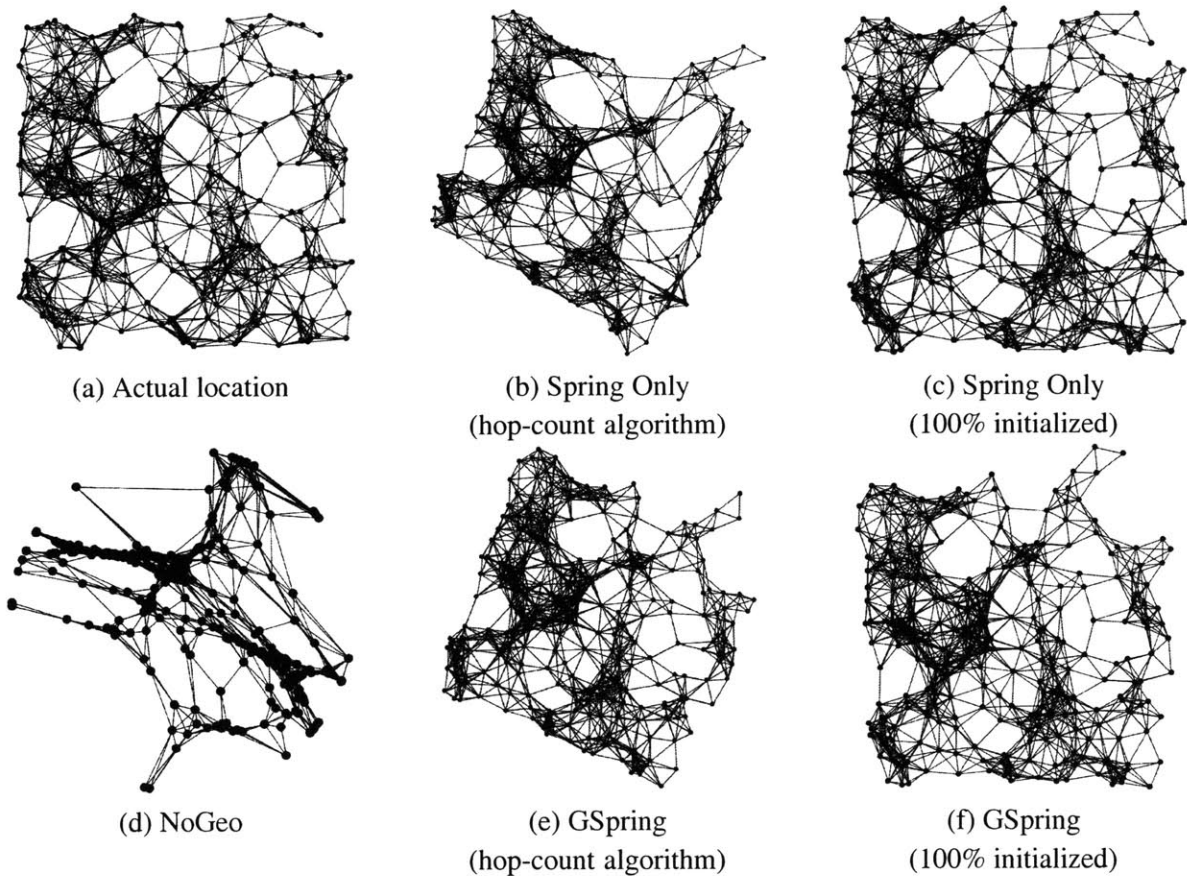 (a) Actual location
(b) Spring Only
(hop-count algorithm)
(c) Spring Only
(100% initialized)
(d) NoGeo
(e) GSpring
(hop-count algorithm)
(f) GSpring
(100% initialized)